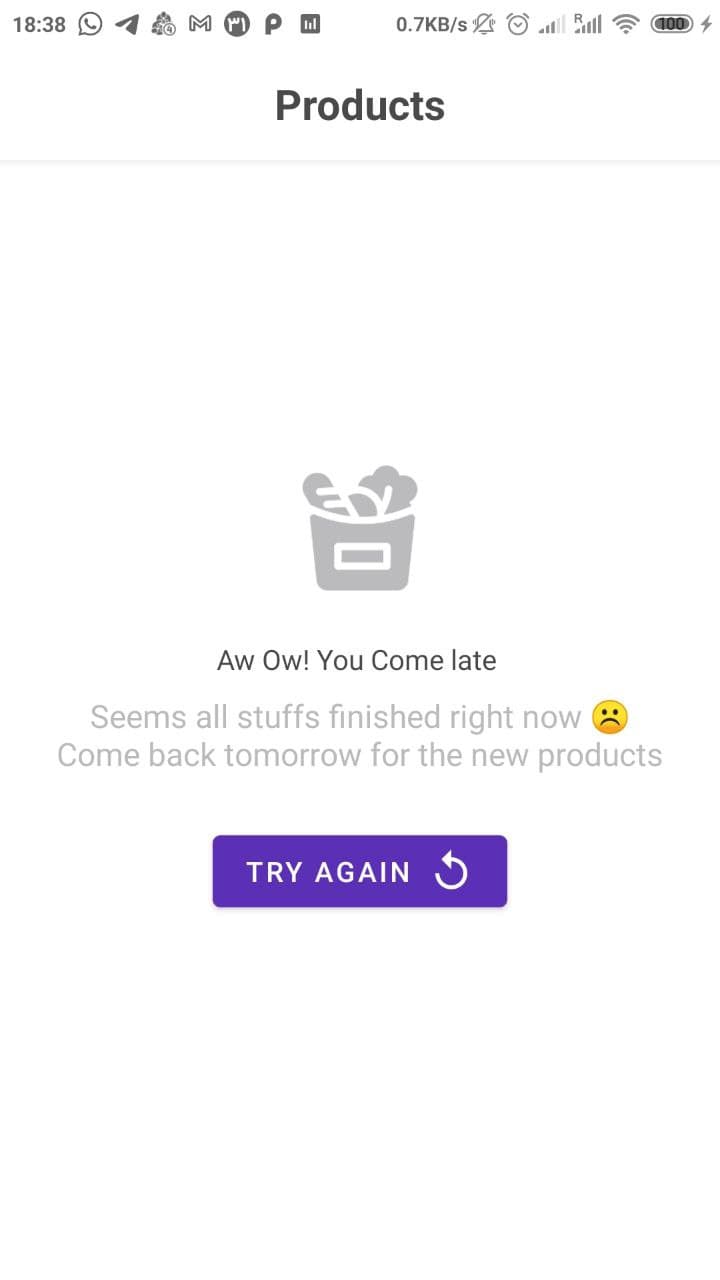 18:38 ۳۱ 0.7KB/s R 100
Products
Aw Ow! You Come late
Seems all stuffs finished right now ☹️
Come back tomorrow for the new products
TRY AGAIN